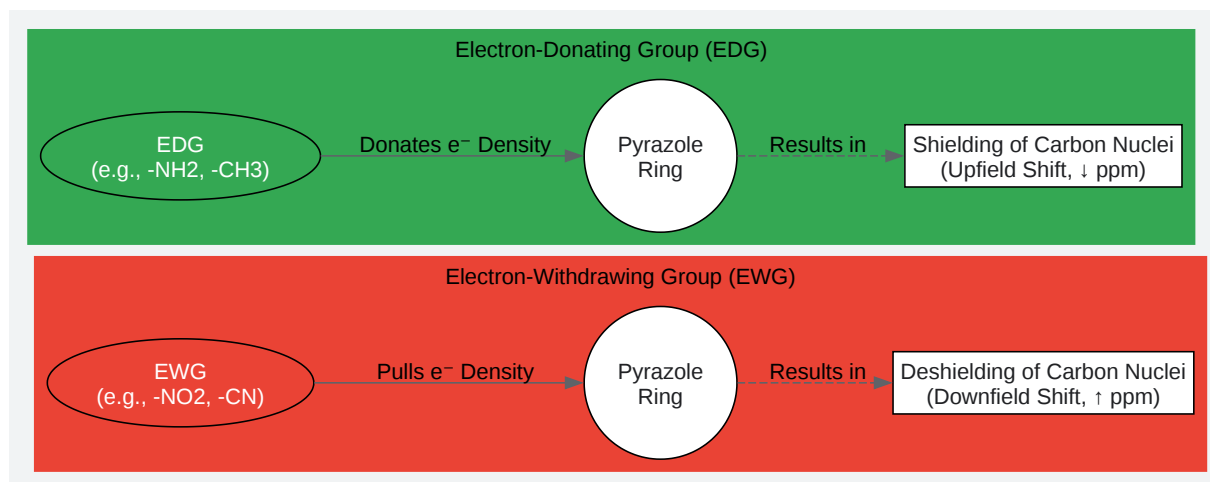 Electron-Donating Group (EDG)
EDG
(e.g., -NH2, -CH3)
Donates e⁻ Density
Pyrazole
Ring
Results in
Shielding of Carbon Nuclei
(Upfield Shift, ↓ ppm)
Electron-Withdrawing Group (EWG)
EWG
(e.g., -NO2, -CN)
Pulls e⁻ Density
Pyrazole
Ring
Results in
Deshielding of Carbon Nuclei
(Downfield Shift, ↑ ppm)